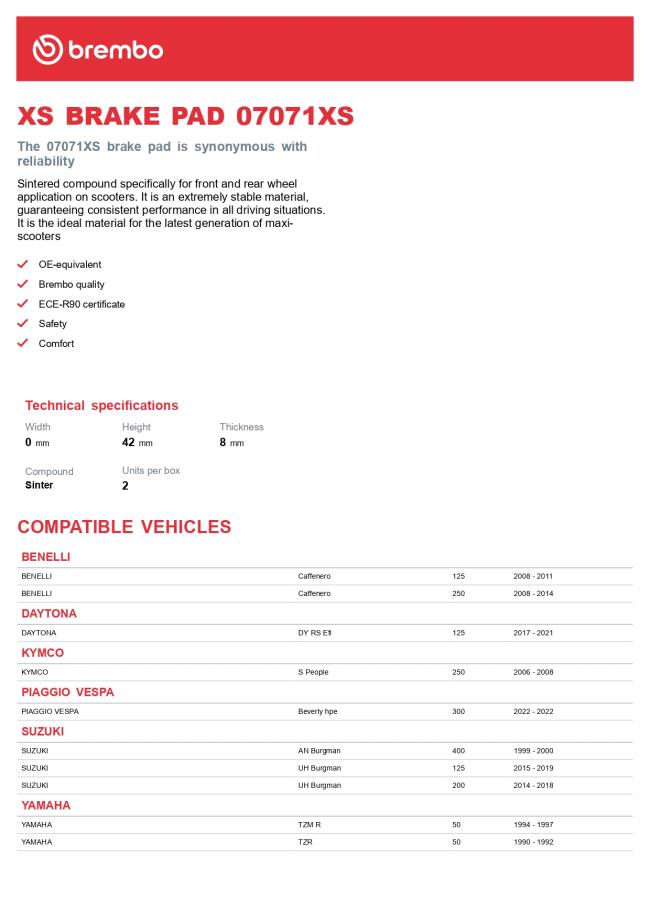 brembo
XS BRAKE PAD 07071XS
The 07071XS brake pad is synonymous with
reliability
Sintered compound specifically for front and rear wheel
application on scooters. It is an extremely stable material,
guaranteeing consistent performance in all driving situations.
It is the ideal material for the latest generation of maxi-
scooters
OE-equivalent
Brembo quality
ECE-R90 certificate
Safety
Comfort
Technical specifications
Width Height Thickness
0 mm 42 mm 8 mm
Compound Units per box
Sinter 2
COMPATIBLE VEHICLES
BENELLI
BENELLI Caffenero 125 2008 - 2011
BENELLI Caffenero 250 2008 - 2014
DAYTONA
DAYTONA DY RS Efi 125 2017 - 2021
KYMCO
KYMCO S People 250 2006 - 2008
PIAGGIO VESPA
PIAGGIO VESPA Beverly hpe 300 2022 - 2022
SUZUKI
SUZUKI AN Burgman 400 1999 - 2000
SUZUKI UH Burgman 125 2015 - 2019
SUZUKI UH Burgman 200 2014 - 2018
YAMAHA
YAMAHA TZM R 50 1994 - 1997
YAMAHA TZR 50 1990 - 1992